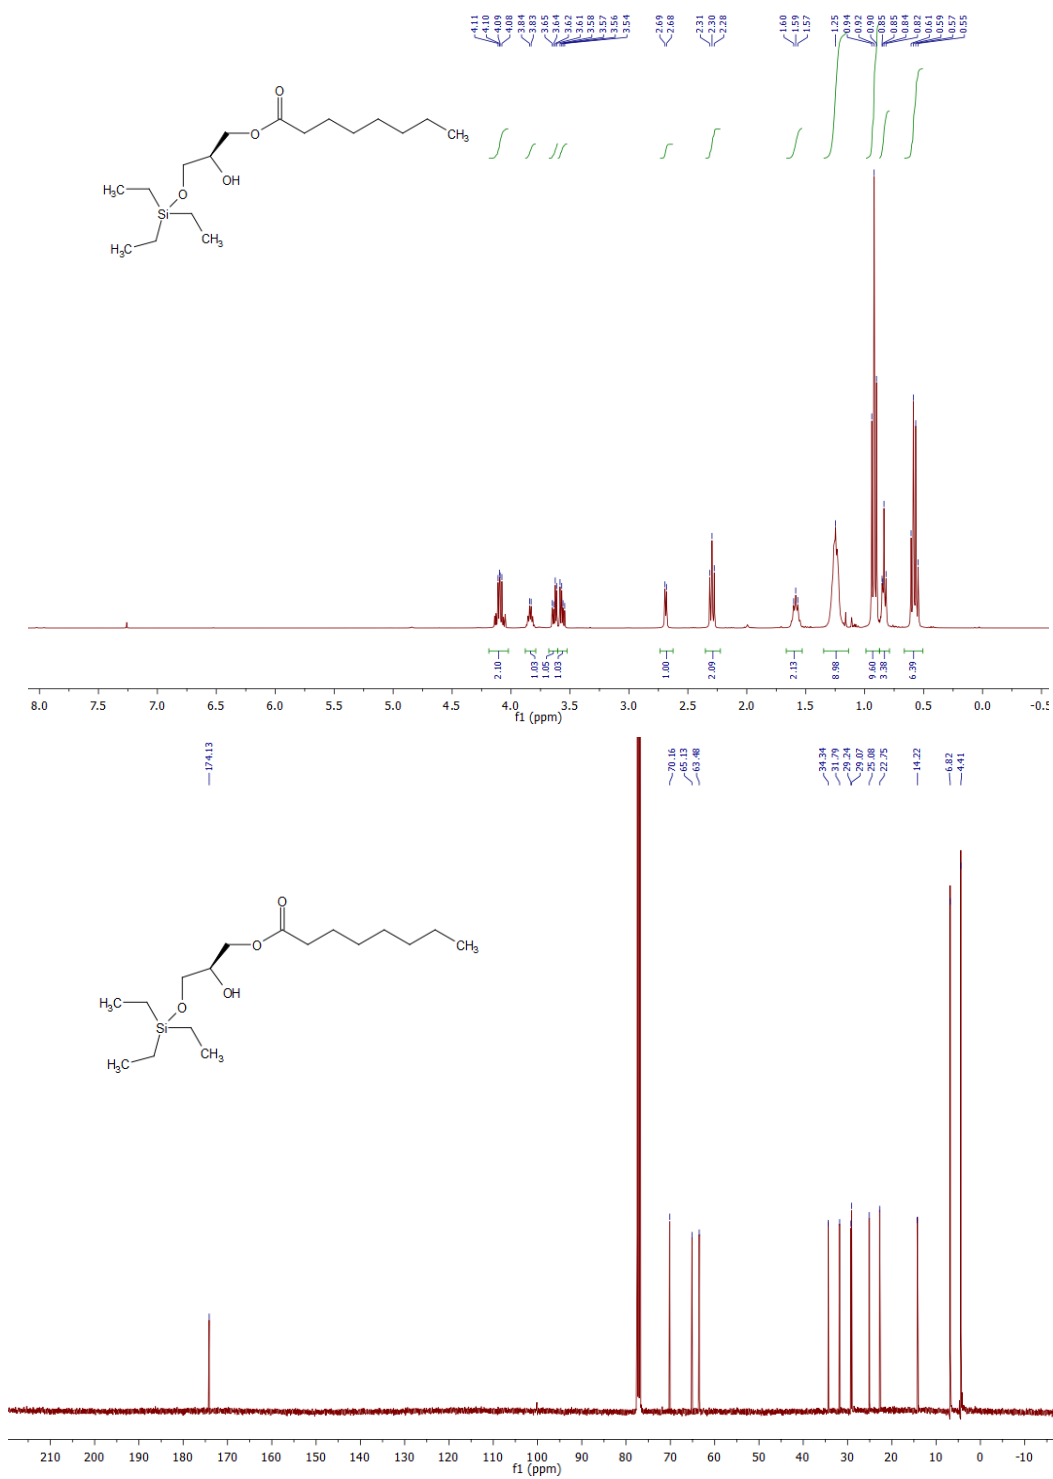 4.11
4.10
4.09
4.08
3.84
3.83
3.65
3.64
3.62
3.61
3.58
3.57
3.56
3.54
2.69
2.68
2.31
2.30
2.28
1.60
1.59
1.57
1.25
0.94
0.92
0.90
0.85
0.85
0.84
0.82
0.61
0.59
0.57
0.55
O
O
CH3
OH
O
H3C
Si
H3C
CH3
2.10
1.03
1.05
1.03
1.00
2.09
2.13
8.98
9.60
3.38
6.39
8.0 7.5 7.0 6.5 6.0 5.5 5.0 4.5 4.0 3.5 3.0 2.5 2.0 1.5 1.0 0.5 0.0 -0.5
f1 (ppm)
174.13
70.16
65.13
63.48
34.34
31.79
29.24
29.07
25.08
22.75
14.22
6.82
4.41
O
O
CH3
OH
O
H3C
Si
H3C
CH3
210 200 190 180 170 160 150 140 130 120 110 100 90 80 70 60 50 40 30 20 10 0 -10
f1 (ppm)